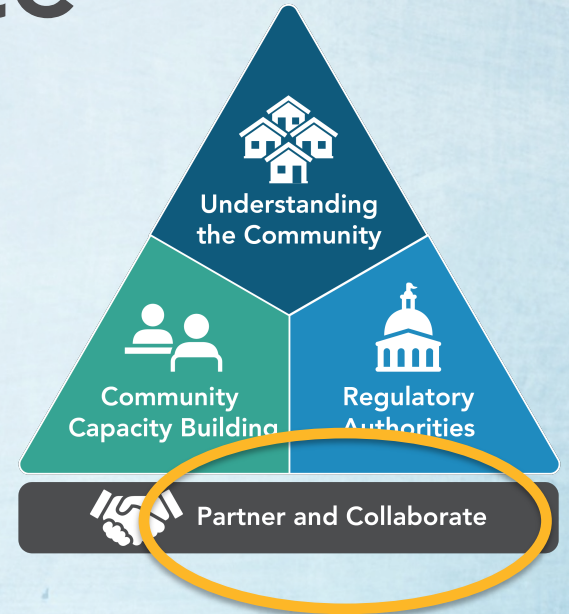 Understanding
the Community
Community
Capacity Building
Regulatory
Authorities
Partner and Collaborate